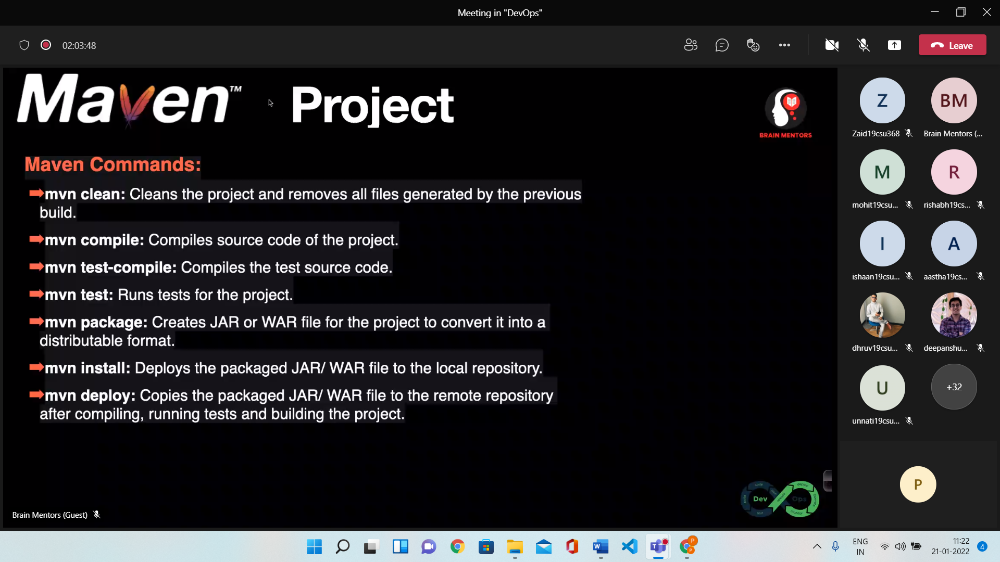 Meeting in "DevOps"
02:03:48
Leave
Maven™ Project
BRAIN MENTORS
Maven Commands:
mvn clean: Cleans the project and removes all files generated by the previous
build.
mvn compile: Compiles source code of the project.
mvn test-compile: Compiles the test source code.
mvn test: Runs tests for the project.
mvn package: Creates JAR or WAR file for the project to convert it into a
distributable format.
mvn install: Deploys the packaged JAR/ WAR file to the local repository.
mvn deploy: Copies the packaged JAR/ WAR file to the remote repository
after compiling, running tests and building the project.
Dev Ops
code
test
deploy
monitor
Brain Mentors (Guest)
Z
BM
Zaid19csu368
Brain Mentors (...
M
R
mohit19csu...
rishabh19cs...
I
A
ishaan19csu...
aastha19cs...
dhruv19csu...
deepanshu...
U
+32
unnati19csu...
P
W
T
P
P
ENG
IN
11:22
21-01-2022
4